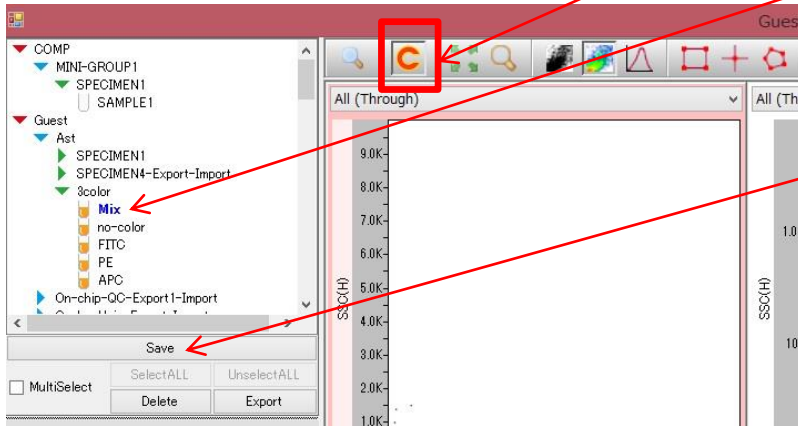 Gues
COMP
MINI-GROUP1
SPECIMEN1
SAMPLE1
Guest
Ast
SPECIMEN1
SPECIMEN4-Export-Import
3color
Mix
no-color
FITC
PE
APC
On-chip-QC-Export1-Import
Save
MultiSelect
SelectALL
UnselectALL
Delete
Export
C
All (Through)
9.0K
8.0K
7.0K
6.0K
5.0K
4.0K
3.0K
2.0K
1.0K
SSC(H)
All (Th
1.0
10
SSC(H)